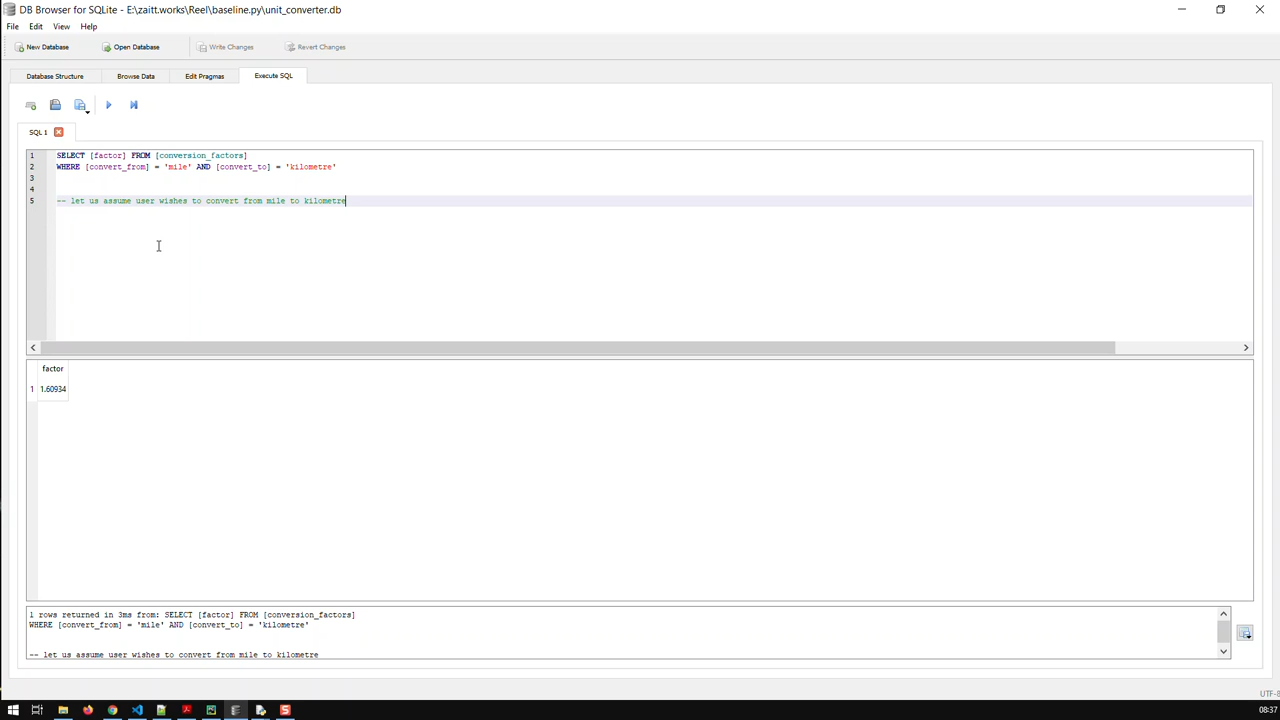 DB Browser for SQLite - E:\zaitt.works\Reel\baseline.py\unit_converter.db
File Edit View Help
New Database Open Database Write Changes Revert Changes
Database Structure Browse Data Edit Pragmas Execute SQL
SQL 1
1 SELECT [factor] FROM [conversion_factors]
2 WHERE [convert_from] = 'mile' AND [convert_to] = 'kilometre'
3
4
5 -- let us assume user wishes to convert from mile to kilometre
factor
1 1.60934
1 rows returned in 3ms from: SELECT [factor] FROM [conversion_factors]
WHERE [convert_from] = 'mile' AND [convert_to] = 'kilometre'
-- let us assume user wishes to convert from mile to kilometre
UTF-8
08:37